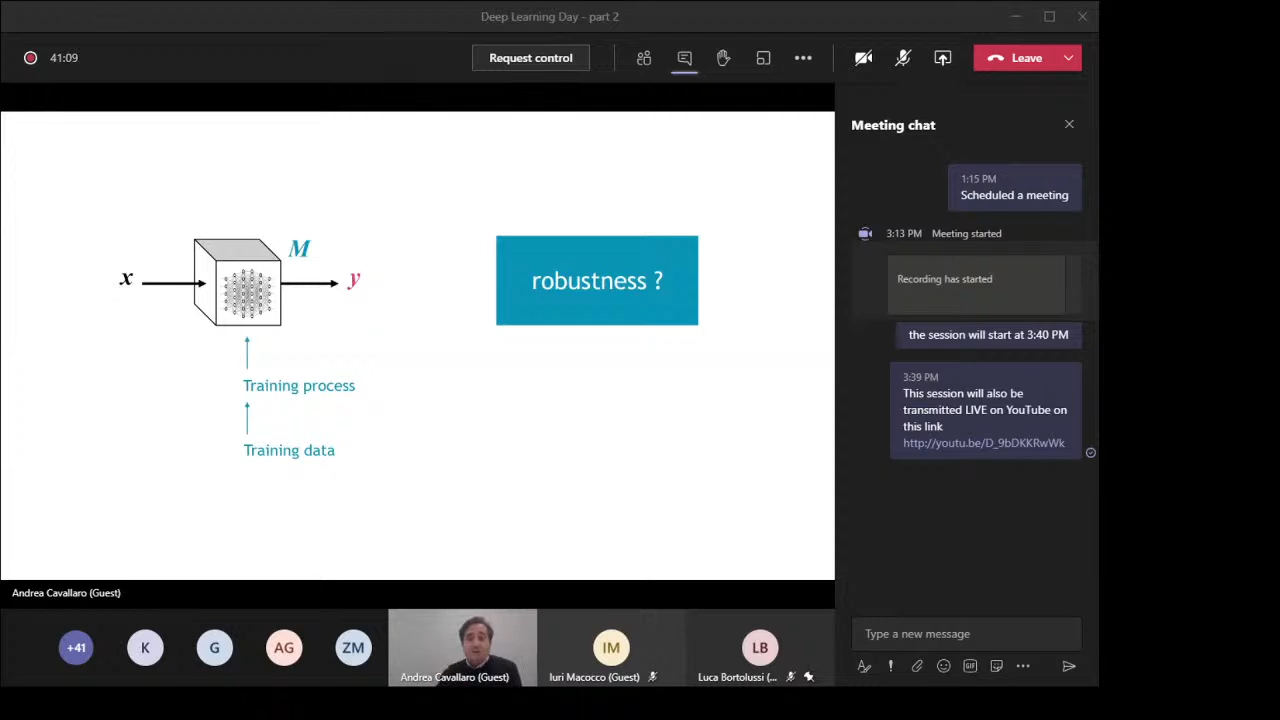 Deep Learning Day - part 2
41:09
Request control
Leave
Meeting chat
1:15 PM
Scheduled a meeting
3:13 PM Meeting started
Recording has started
the session will start at 3:40 PM
3:39 PM
This session will also be
transmitted LIVE on YouTube on
this link
http://youtu.be/D_9bDKKRwWk
M
x
y
robustness ?
Training process
Training data
Andrea Cavallaro (Guest)
+41
K
G
AG
ZM
Andrea Cavallaro (Guest)
IM
Iuri Macocco (Guest)
LB
Luca Bortolussi (...
Type a new message
GIF